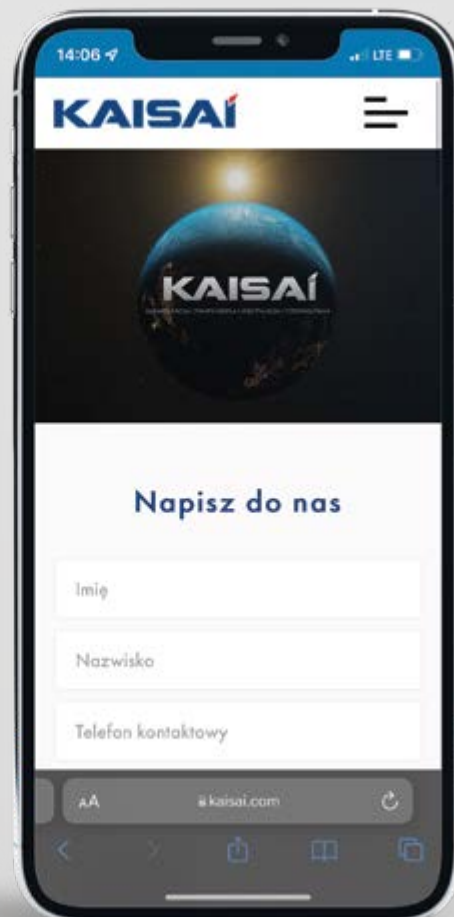 14:06
LTE
KAISAI
KAISAI
Napisz do nas
Imię
Nazwisko
Telefon kontaktowy
AA
kaisai.com